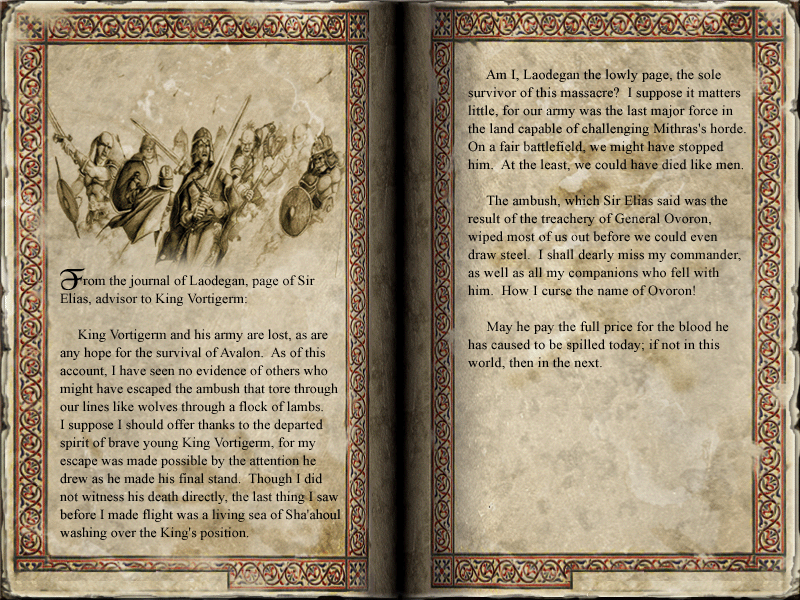 From the journal of Laodegan, page of Sir
Elias, advisor to King Vortigerm:
King Vortigerm and his army are lost, as are
any hope for the survival of Avalon.  As of this
account, I have seen no evidence of others who
might have escaped the ambush that tore through
our lines like wolves through a flock of lambs.
I suppose I should offer thanks to the departed
spirit of brave young King Vortigerm, for my
escape was made possible by the attention he
drew as he made his final stand.  Though I did
not witness his death directly, the last thing I saw
before I made flight was a living sea of Sha'ahoul
washing over the King's position.
Am I, Laodegan the lowly page, the sole
survivor of this massacre?  I suppose it matters
little, for our army was the last major force in
the land capable of challenging Mithras's horde.
On a fair battlefield, we might have stopped
him.  At the least, we could have died like men.
The ambush, which Sir Elias said was the
result of the treachery of General Ovoron,
wiped most of us out before we could even
draw steel.  I shall dearly miss my commander,
as well as all my companions who fell with
him.  How I curse the name of Ovoron!
May he pay the full price for the blood he
has caused to be spilled today; if not in this
world, then in the next.